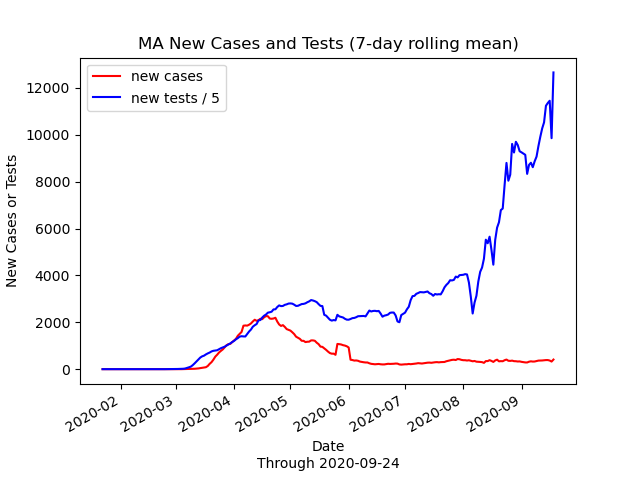 MA New Cases and Tests (7-day rolling mean)
new cases
new tests / 5
12000
10000
8000
6000
4000
2000
0
New Cases or Tests
2020-02
2020-03
2020-04
2020-05
2020-06
2020-07
2020-08
2020-09
Date
Through 2020-09-24